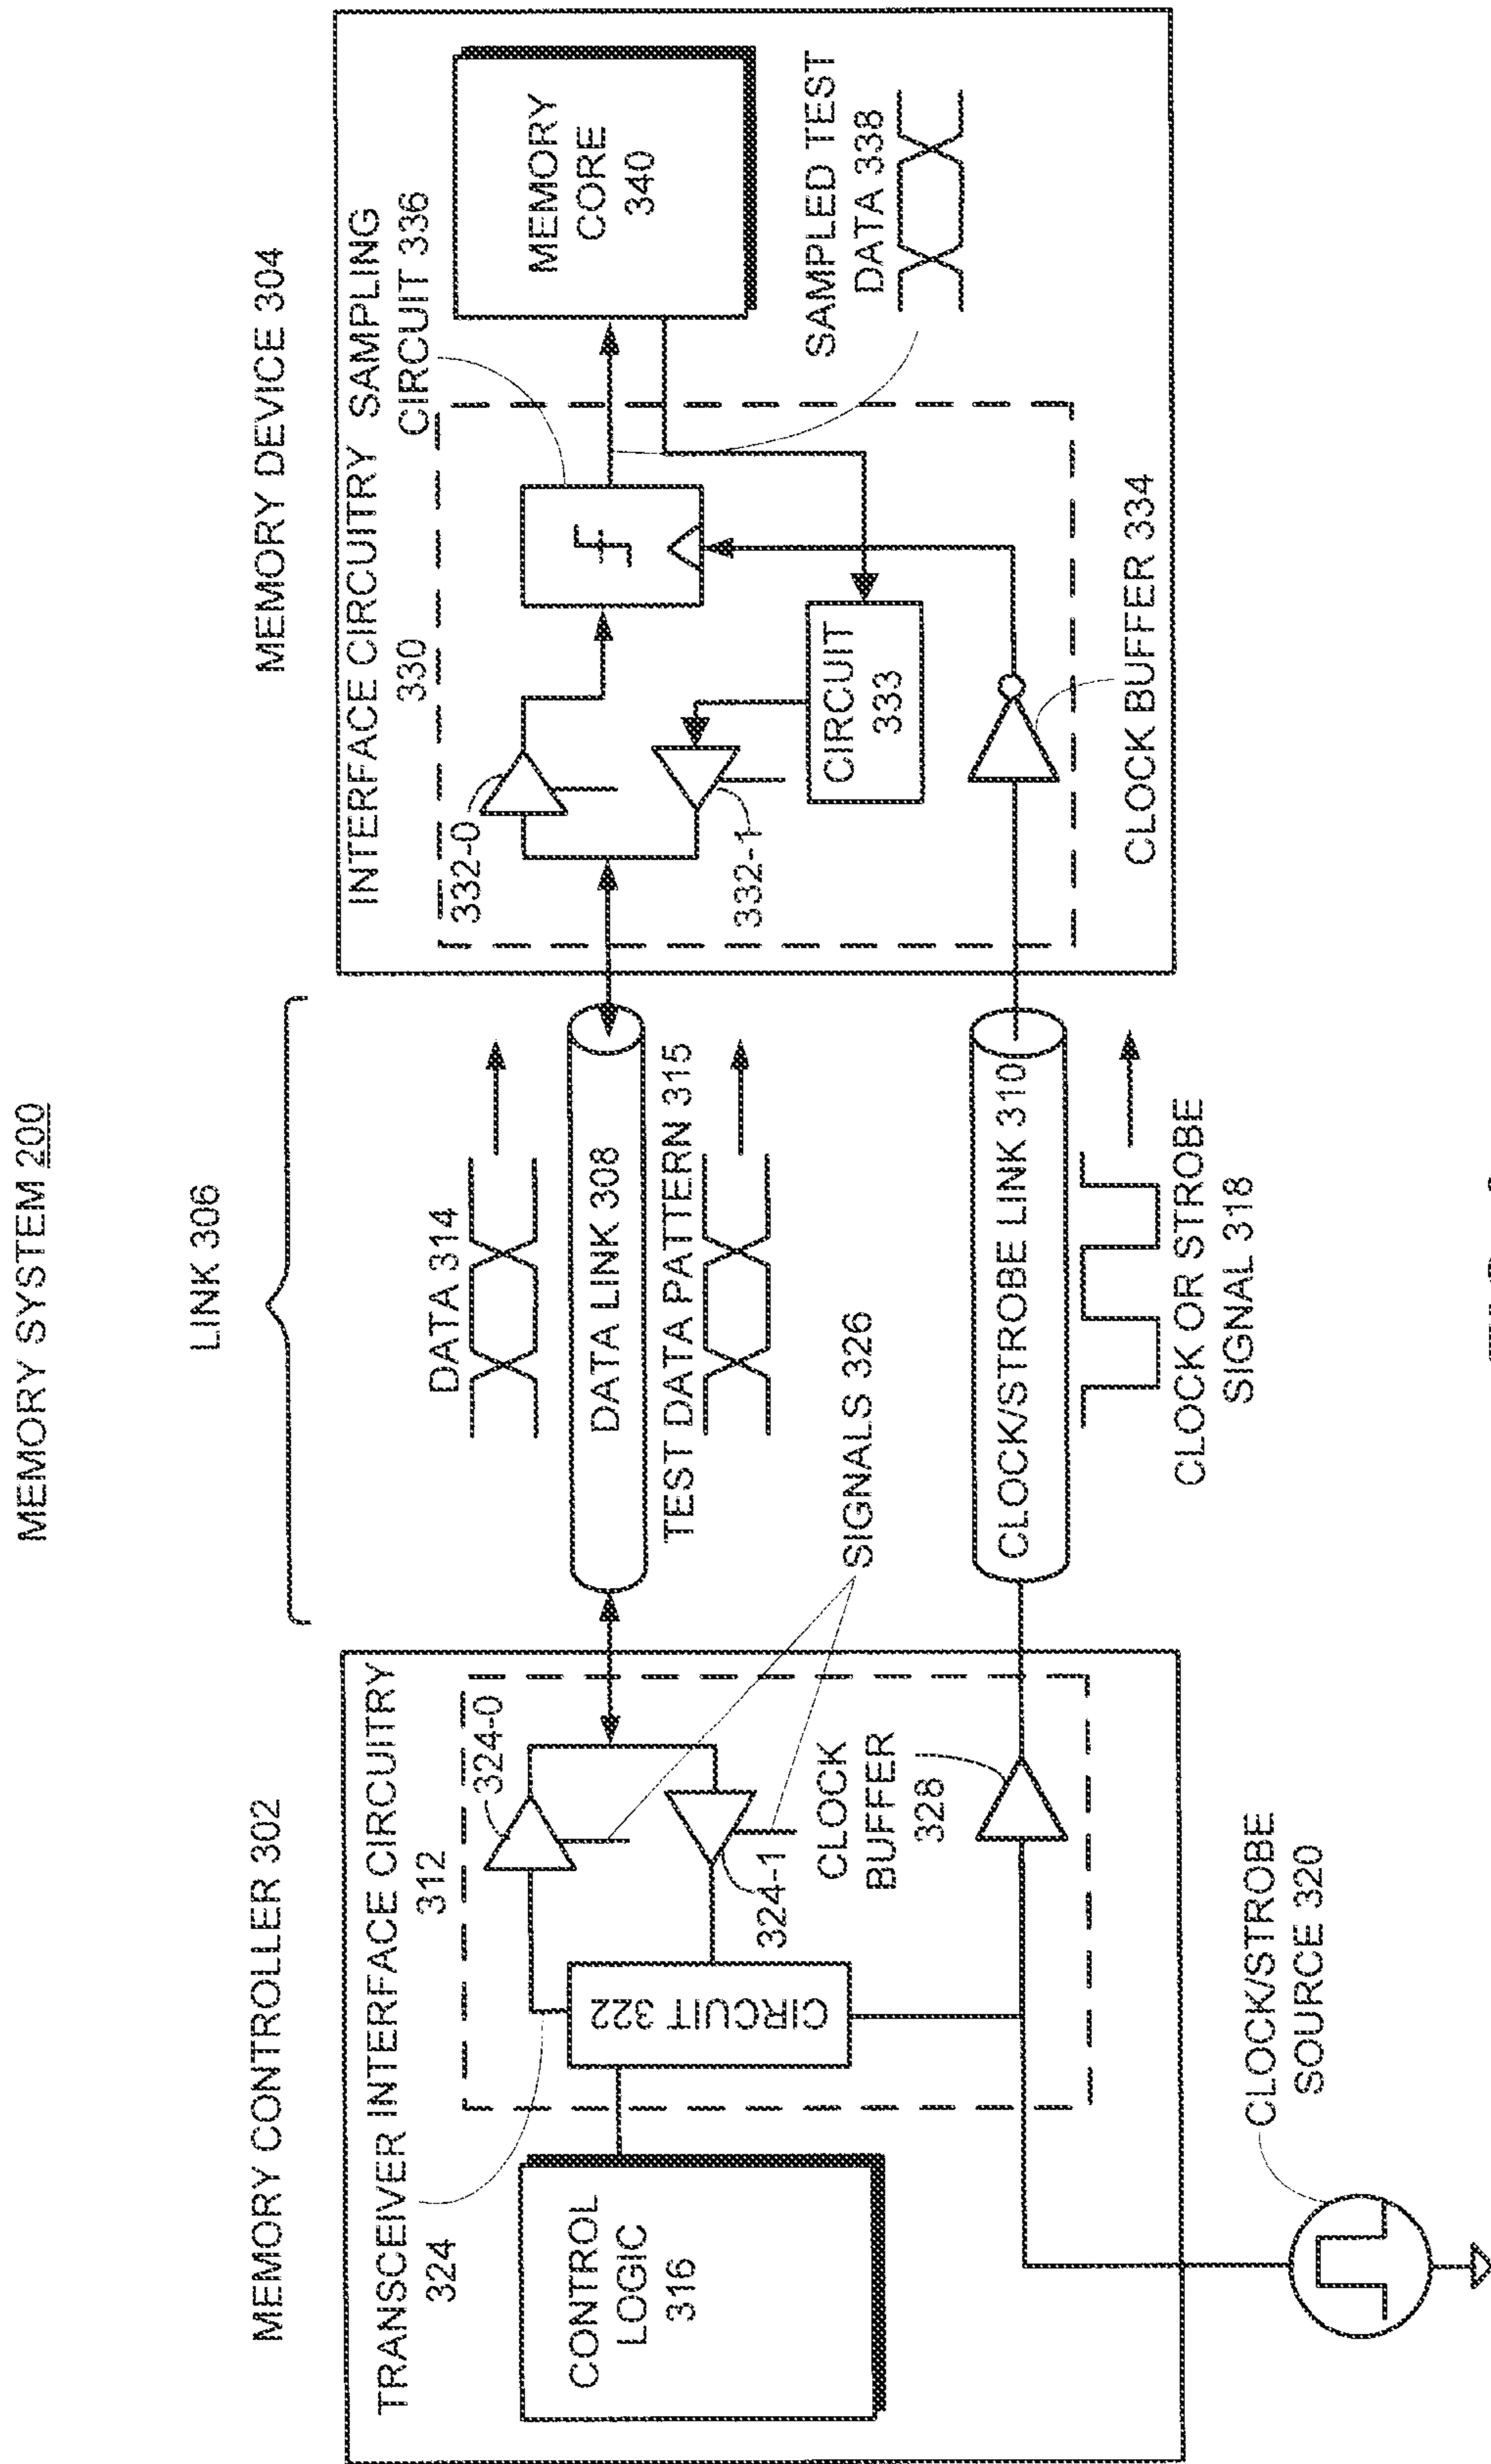 MEMORY SYSTEM 200
LINK 306
MEMORY CONTROLLER 302
MEMORY DEVICE 304
TRANSCEIVER INTERFACE CIRCUITRY
312
324
CONTROL
LOGIC
316
CIRCUIT 322
324-0
324-1
CLOCK
BUFFER
328
CLOCK/STROBE
SOURCE 320
DATA 314
DATA LINK 308
TEST DATA PATTERN 315
SIGNALS 326
CLOCK/STROBE LINK 310
CLOCK OR STROBE
SIGNAL 318
INTERFACE CIRCUITRY
330
SAMPLING
CIRCUIT 336
332-0
332-1
CIRCUIT
333
CLOCK BUFFER 334
MEMORY
CORE
340
SAMPLED TEST
DATA 338